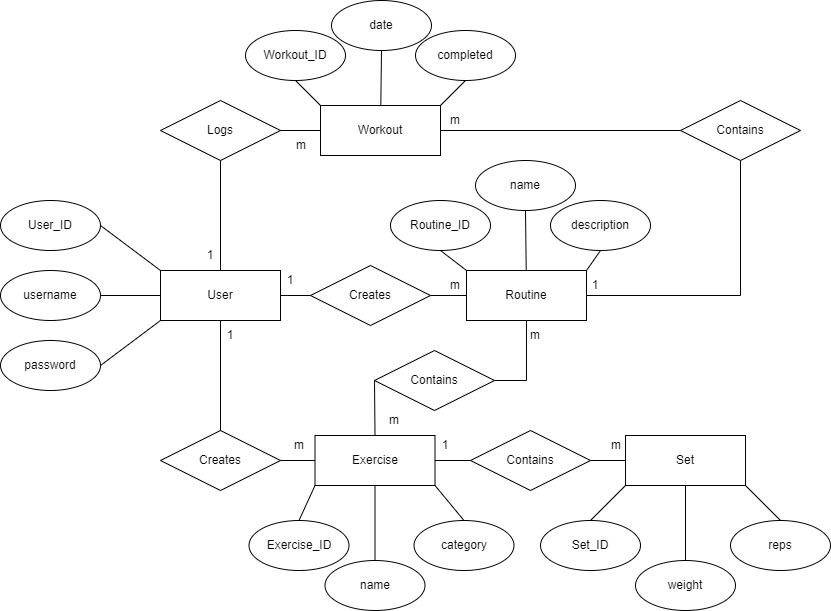 date
Workout_ID
completed
Logs
Workout
m
m
Contains
name
User_ID
Routine_ID
description
1
username
User
1
Creates
m
Routine
1
password
1
m
Contains
m
Creates
m
Exercise
1
Contains
m
Set
Exercise_ID
name
category
Set_ID
weight
reps